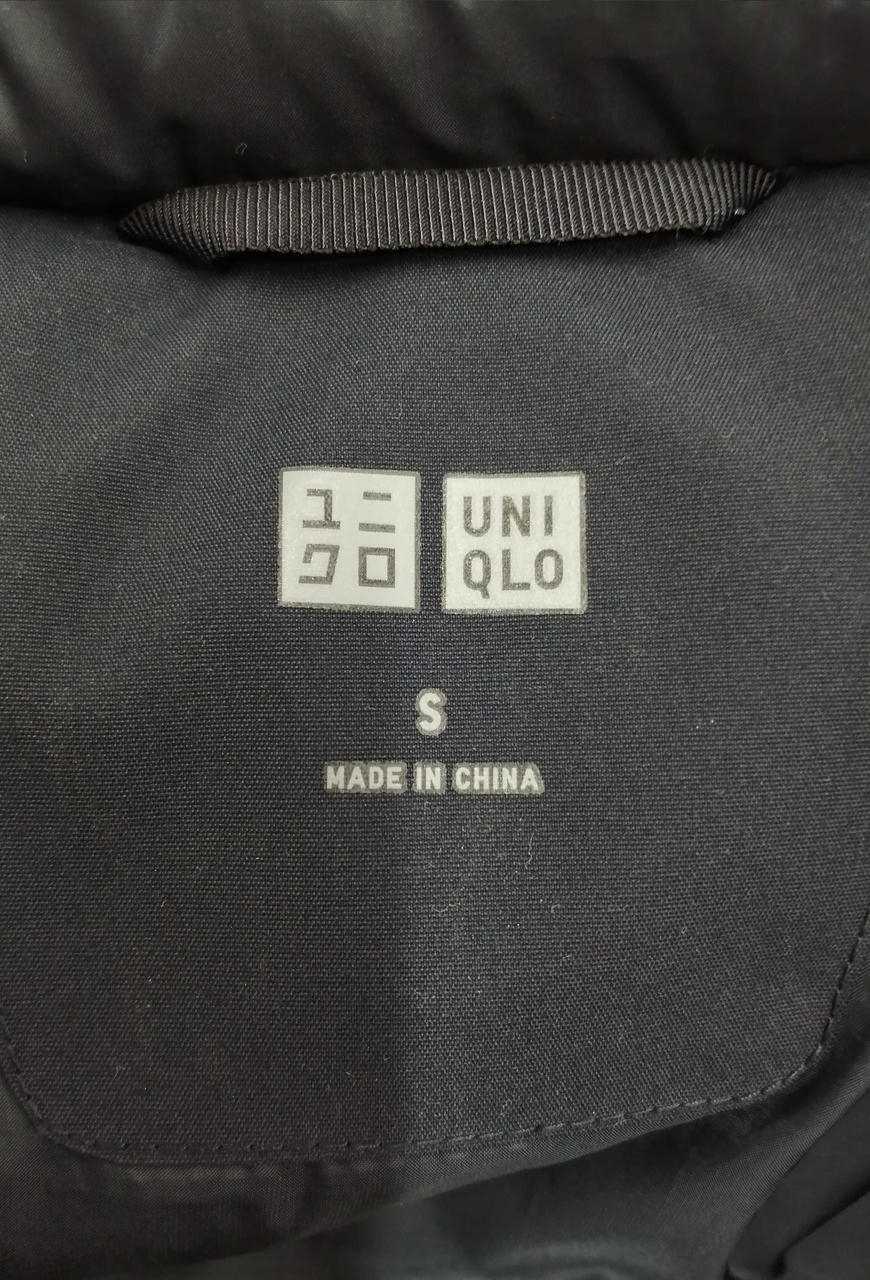 ユニ
クロ
UNI
QLO
S
MADE IN CHINA